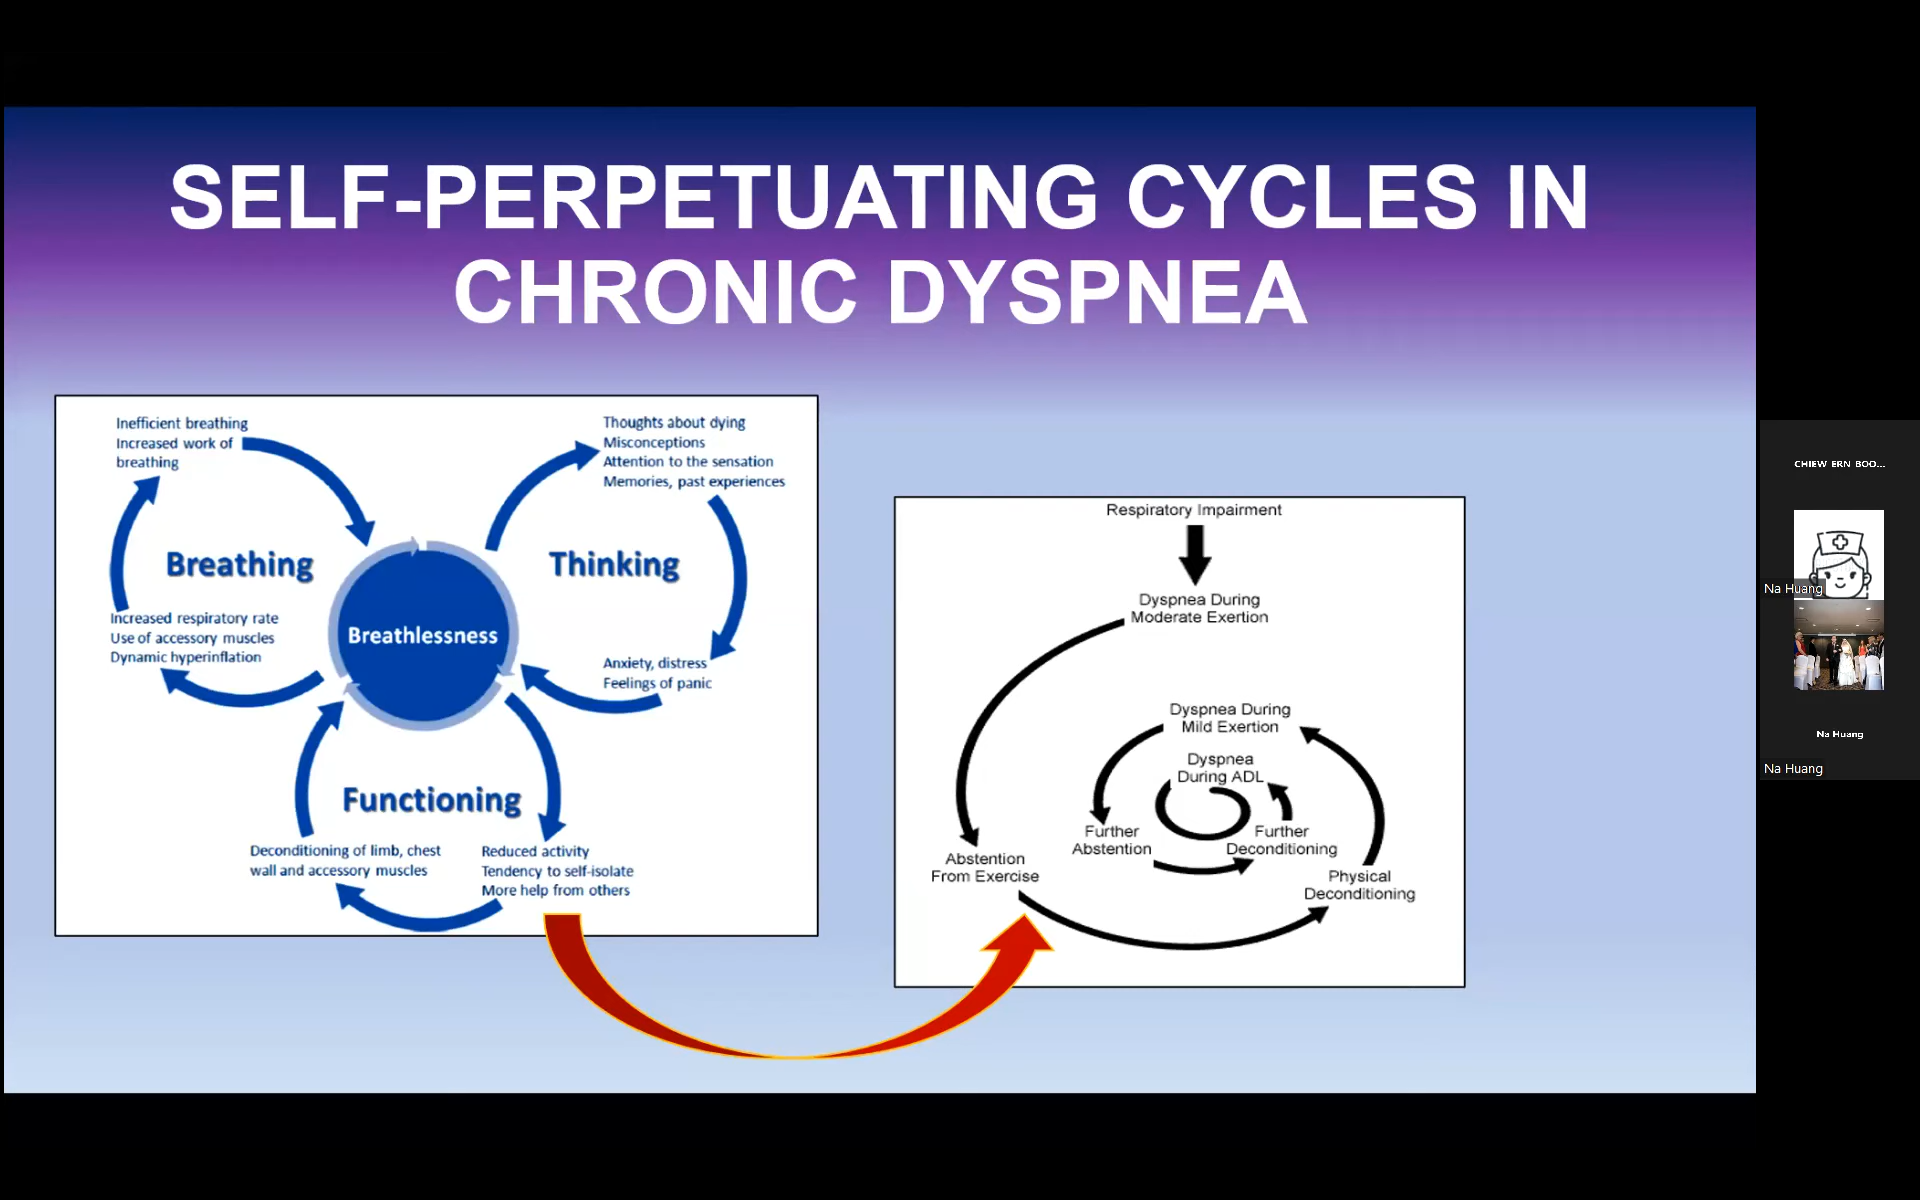 SELF-PERPETUATING CYCLES IN
CHRONIC DYSPNEA
Inefficient breathing
Increased work of
breathing
Breathing
Increased respiratory rate
Use of accessory muscles
Dynamic hyperinflation
Thoughts about dying
Misconceptions
Attention to the sensation
Memories, past experiences
Thinking
Anxiety, distress
Feelings of panic
Breathlessness
Functioning
Deconditioning of limb, chest
wall and accessory muscles
Reduced activity
Tendency to self-isolate
More help from others
Respiratory Impairment
Dyspnea During
Moderate Exertion
Dyspnea During
Mild Exertion
Dyspnea
During ADL
Further
Abstention
Further
Deconditioning
Abstention
From Exercise
Physical
Deconditioning
CHIEW ERN BOO...
Na Huang
Na Huang
Na Huang